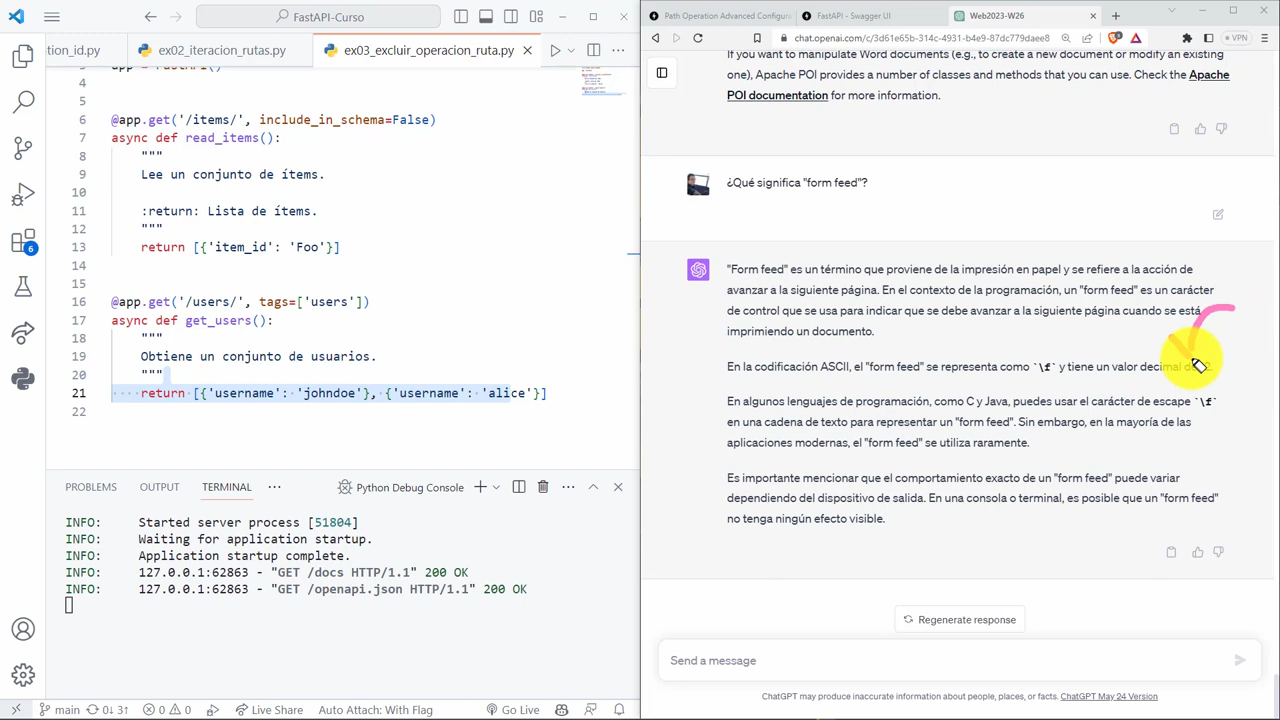 FastAPI-Curso
tion_id.py
ex02_iteracion_rutas.py
ex03_excluir_operacion_ruta.py
4
5
6 @app.get('/items/', include_in_schema=False)
7 async def read_items():
8 """
9 Lee un conjunto de ítems.
10
11 :return: Lista de ítems.
12 """
13 return [{'item_id': 'Foo'}]
14
15
16 @app.get('/users/', tags=['users'])
17 async def get_users():
18 """
19 Obtiene un conjunto de usuarios.
20 """
21 return [{'username': 'johndoe'}, {'username': 'alice'}]
22
6
PROBLEMS OUTPUT TERMINAL ··· Python Debug Console
INFO: Started server process [51804]
INFO: Waiting for application startup.
INFO: Application startup complete.
INFO: 127.0.0.1:62863 - "GET /docs HTTP/1.1" 200 OK
INFO: 127.0.0.1:62863 - "GET /openapi.json HTTP/1.1" 200 OK
main 0↓ 3↑ 0 0 Live Share Auto Attach: With Flag Go Live
Path Operation Advanced Configura
FastAPI - Swagger UI
Web2023-W26
chat.openai.com/c/3d61e65b-314c-4931-b4e9-87dc779daee8
VPN
If you want to manipulate Word documents (e.g., to create a new document or modify an existing
one), Apache POI provides a number of classes and methods that you can use. Check the Apache
POI documentation for more information.
¿Qué significa "form feed"?
"Form feed" es un término que proviene de la impresión en papel y se refiere a la acción de
avanzar a la siguiente página. En el contexto de la programación, un "form feed" es un carácter
de control que se usa para indicar que se debe avanzar a la siguiente página cuando se está
imprimiendo un documento.
En la codificación ASCII, el "form feed" se representa como `\f` y tiene un valor decimal
En algunos lenguajes de programación, como C y Java, puedes usar el carácter de escape `\f`
en una cadena de texto para representar un "form feed". Sin embargo, en la mayoría de las
aplicaciones modernas, el "form feed" se utiliza raramente.
Es importante mencionar que el comportamiento exacto de un "form feed" puede variar
dependiendo del dispositivo de salida. En una consola o terminal, es posible que un "form feed"
no tenga ningún efecto visible.
Regenerate response
Send a message
ChatGPT may produce inaccurate information about people, places, or facts. ChatGPT May 24 Version